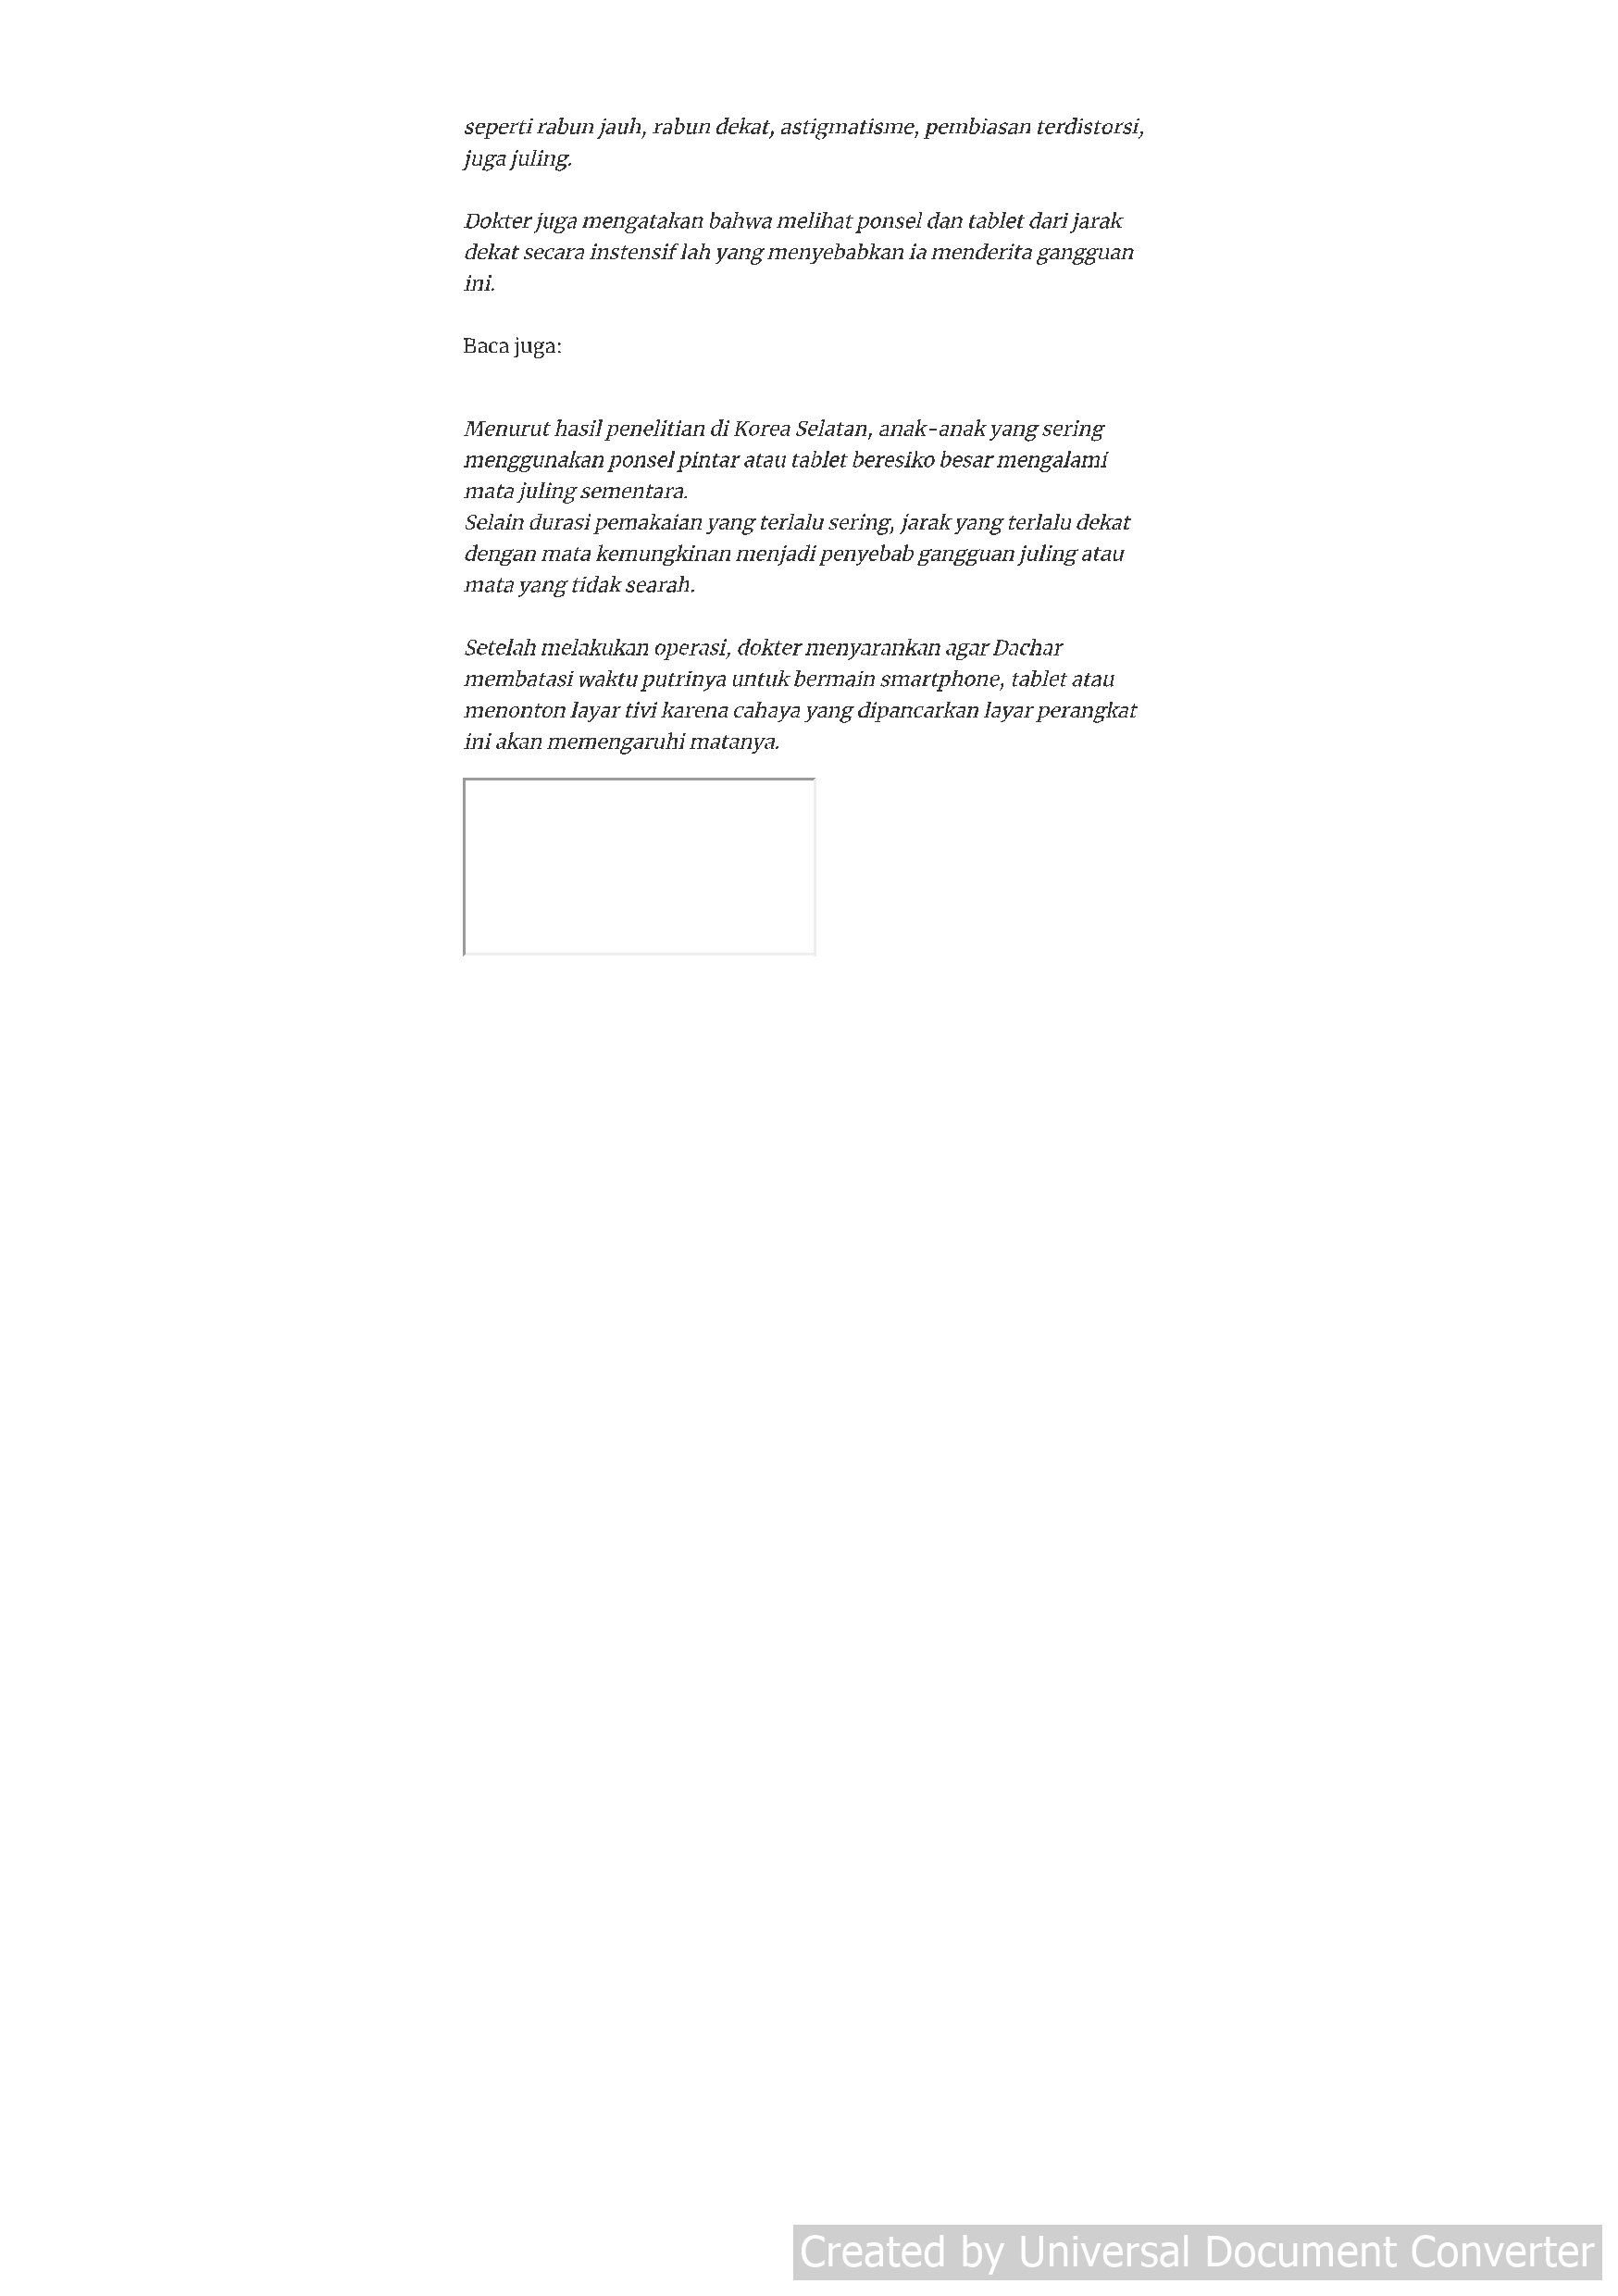 seperti rabun jauh, rabun dekat, astigmatisme, pembiasan terdistorsi,
juga juling.
Dokter juga mengatakan bahwa melihat ponsel dan tablet dari jarak
dekat secara instensif lah yang menyebabkan ia menderita gangguan
ini.
Baca juga:
Menurut hasil penelitian di Korea Selatan, anak-anak yang sering
menggunakan ponsel pintar atau tablet beresiko besar mengalami
mata juling sementara.
Selain durasi pemakaian yang terlalu sering, jarak yang terlalu dekat
dengan mata kemungkinan menjadi penyebab gangguan juling atau
mata yang tidak searah.
Setelah melakukan operasi, dokter menyarankan agar Dachar
membatasi waktu putrinya untuk bermain smartphone, tablet atau
menonton layar tivi karena cahaya yang dipancarkan layar perangkat
ini akan memengaruhi matanya.
Created by Universal Document Converter